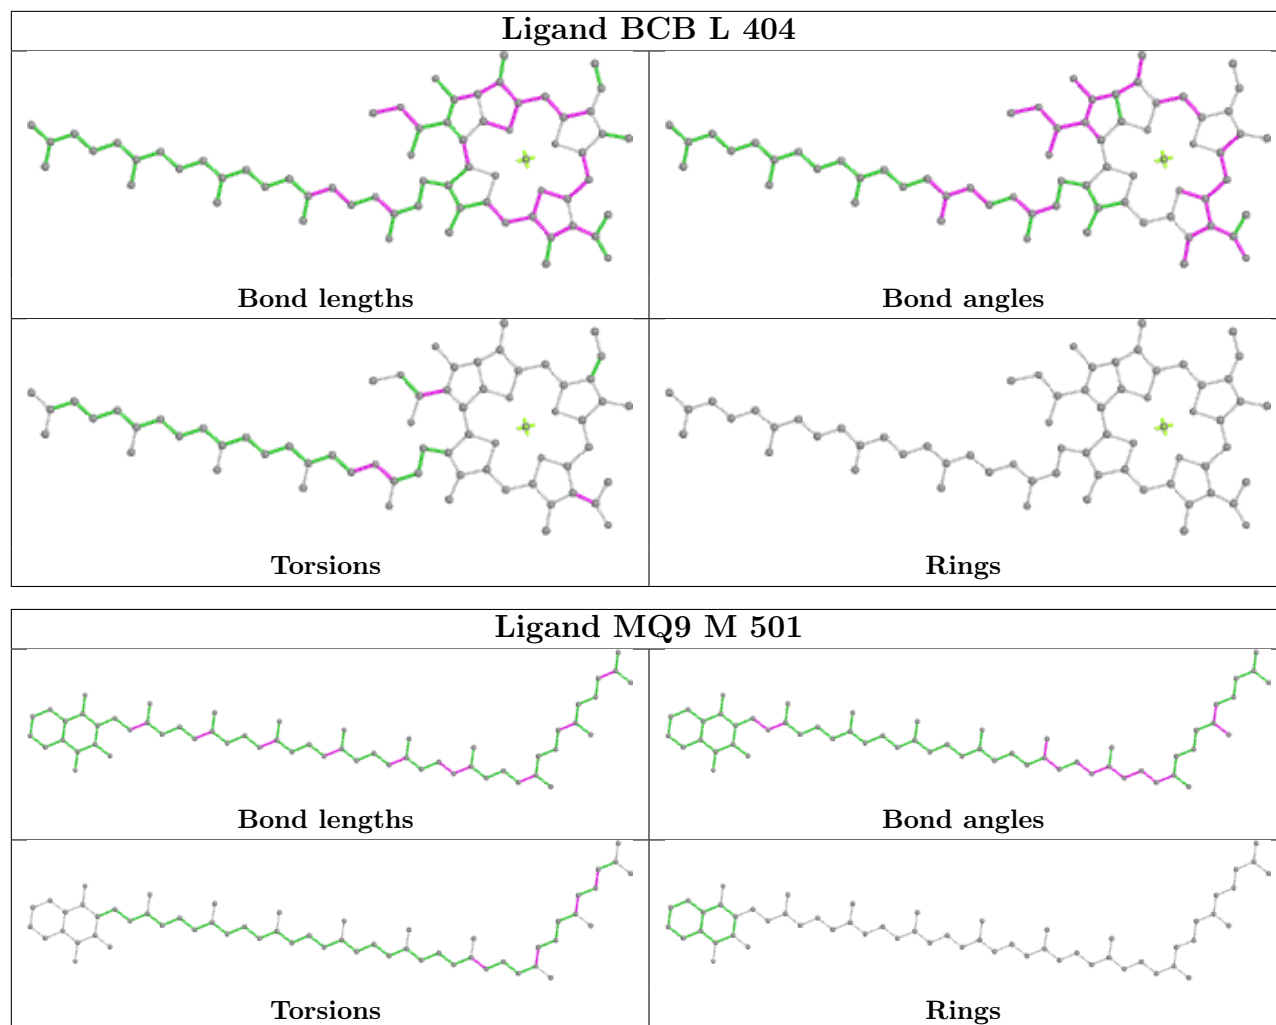 Ligand BCB L 404
Bond lengths
Bond angles
Torsions
Rings
Ligand MQ9 M 501
Bond lengths
Bond angles
Torsions
Rings